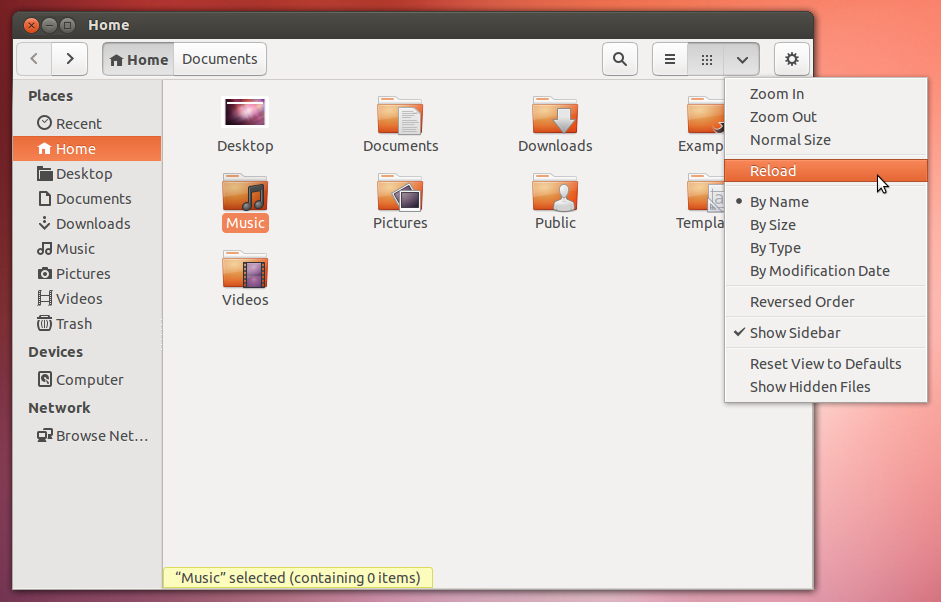 Home
Home
Documents
Places
Recent
Home
Desktop
Documents
Downloads
Music
Pictures
Videos
Trash
Devices
Computer
Network
Browse Net…
Desktop
Documents
Downloads
Examp
Music
Pictures
Public
Templa
Videos
Zoom In
Zoom Out
Normal Size
Reload
By Name
By Size
By Type
By Modification Date
Reversed Order
Show Sidebar
Reset View to Defaults
Show Hidden Files
“Music” selected (containing 0 items)